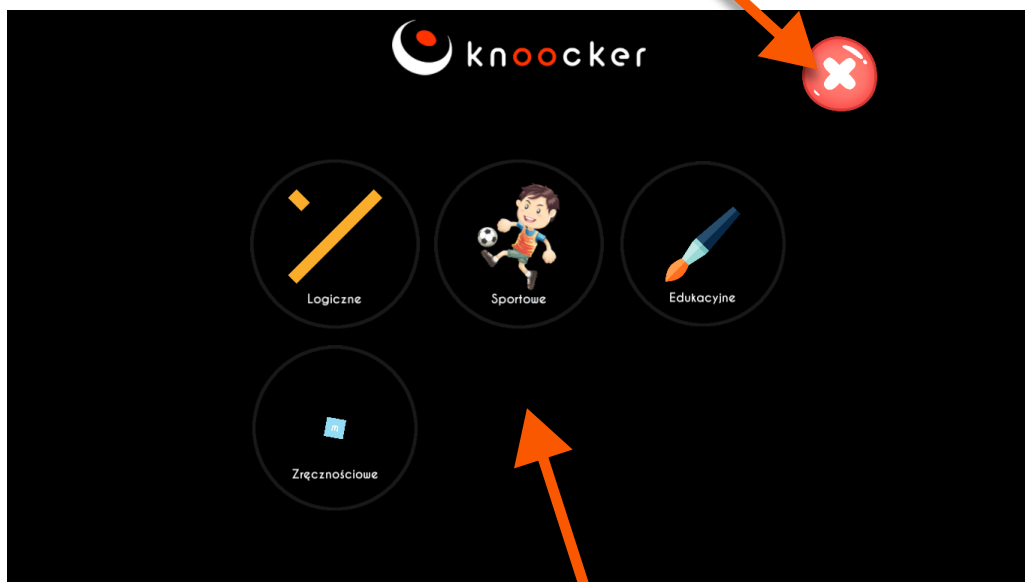 knoocker
Logiczne
Sportowe
Edukacyjne
m
Zręcznościowe